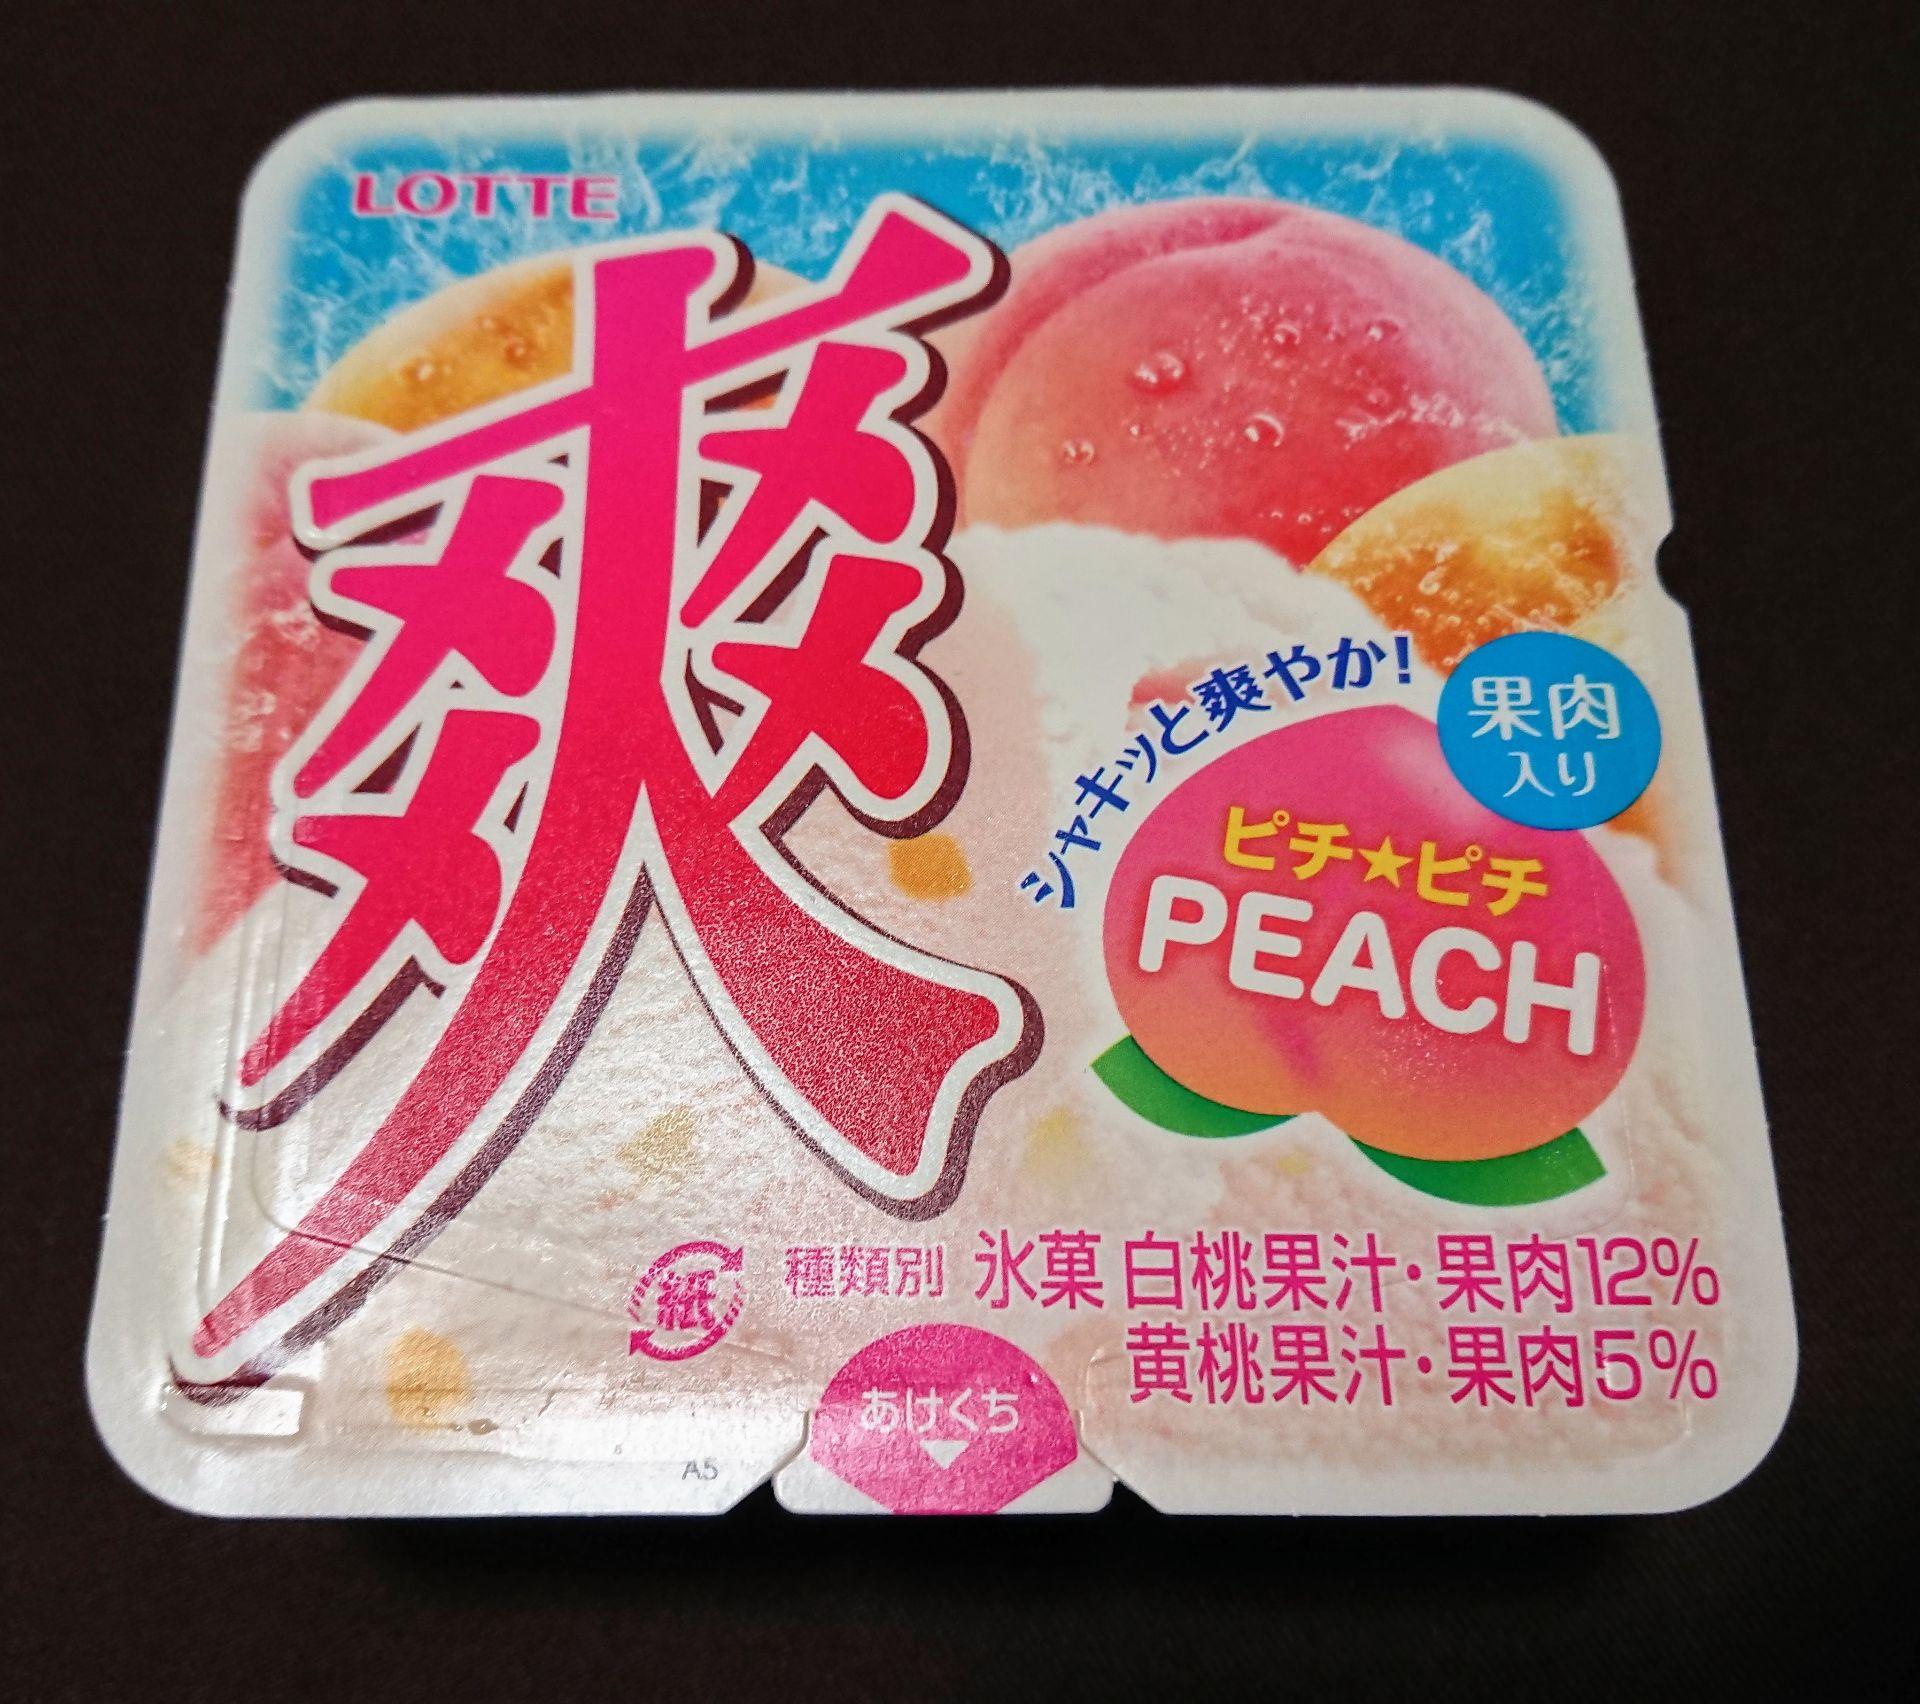 LOTTE
爽
シャキッと爽やか!
果肉
入り
ピチ★ピチ
PEACH
種類別 氷菓 白桃果汁・果肉12%
黄桃果汁・果肉5%
紙
あけくち
A5